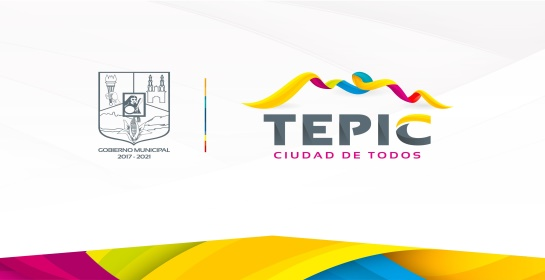 GOBIERNO MUNICIPAL
2017 - 2021
TEPIC
CIUDAD DE TODOS